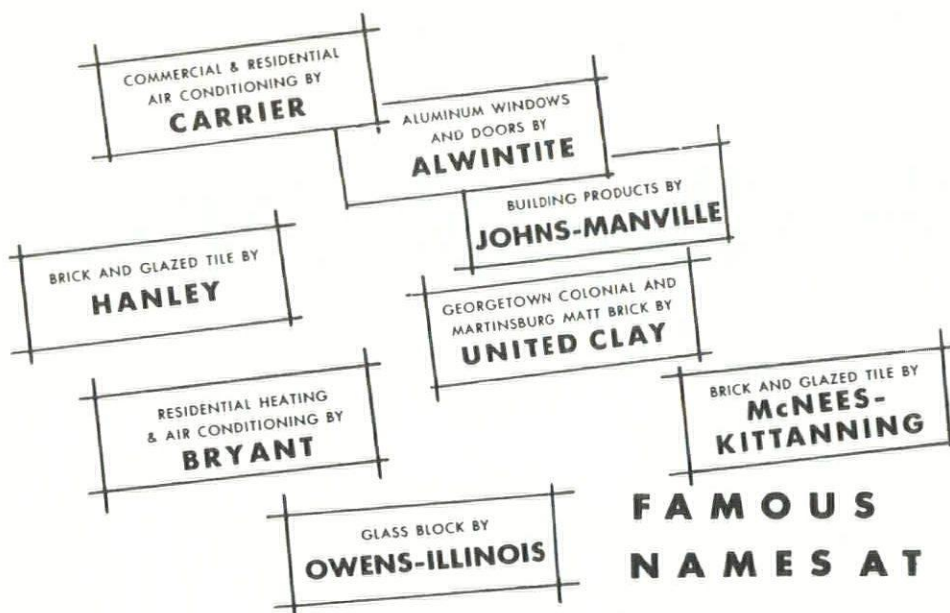 COMMERCIAL & RESIDENTIAL
AIR CONDITIONING BY
CARRIER
ALUMINUM WINDOWS
AND DOORS BY
ALWINTITE
BUILDING PRODUCTS BY
JOHNS-MANVILLE
BRICK AND GLAZED TILE BY
HANLEY
GEORGETOWN COLONIAL AND
MARTINSBURG MATT BRICK BY
UNITED CLAY
RESIDENTIAL HEATING
& AIR CONDITIONING BY
BRYANT
BRICK AND GLAZED TILE BY
McNEES-
KITTANNING
GLASS BLOCK BY
OWENS-ILLINOIS
FAMOUS
NAMES AT